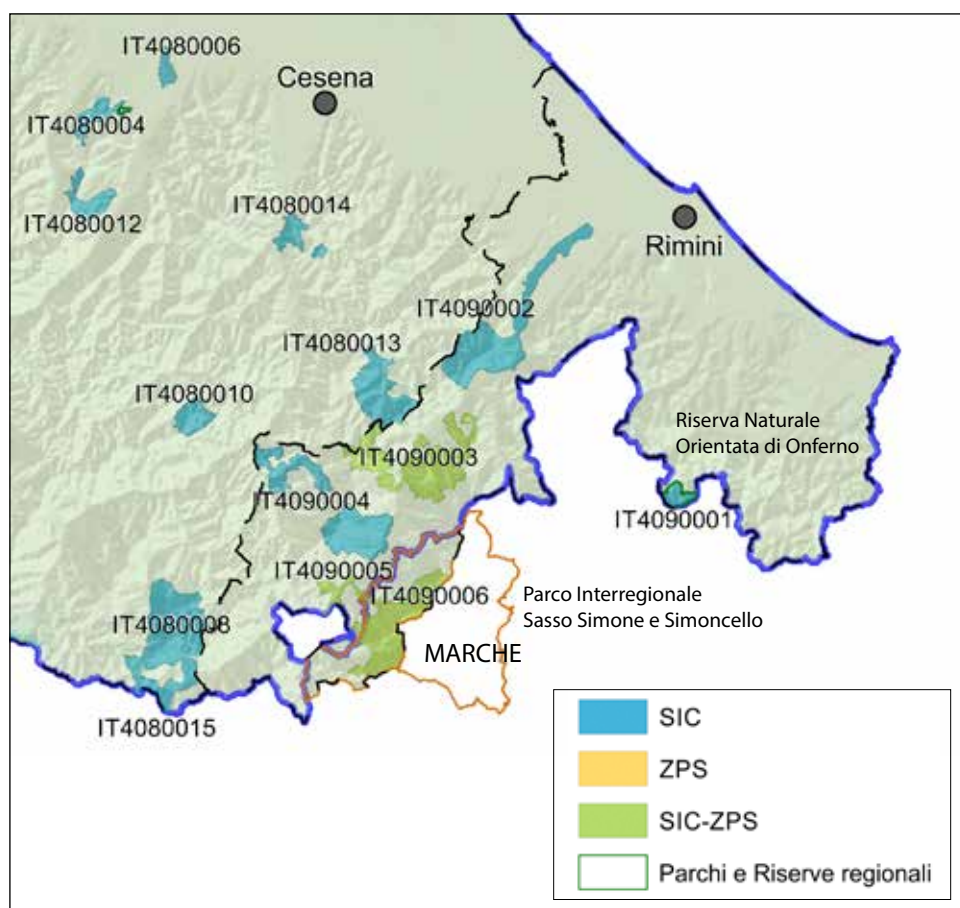 IT4080006
Cesena
IT4080004
IT4080014
IT4080012
Rimini
IT4090002
IT4080013
IT4080010
Riserva Naturale
Orientata di Onferno
IT4090003
IT4090004
IT4090001
IT4090005
IT4090006
Parco Interregionale
Sasso Simone e Simoncello
IT4080008
MARCHE
IT4080015
SIC
ZPS
SIC-ZPS
Parchi e Riserve regionali